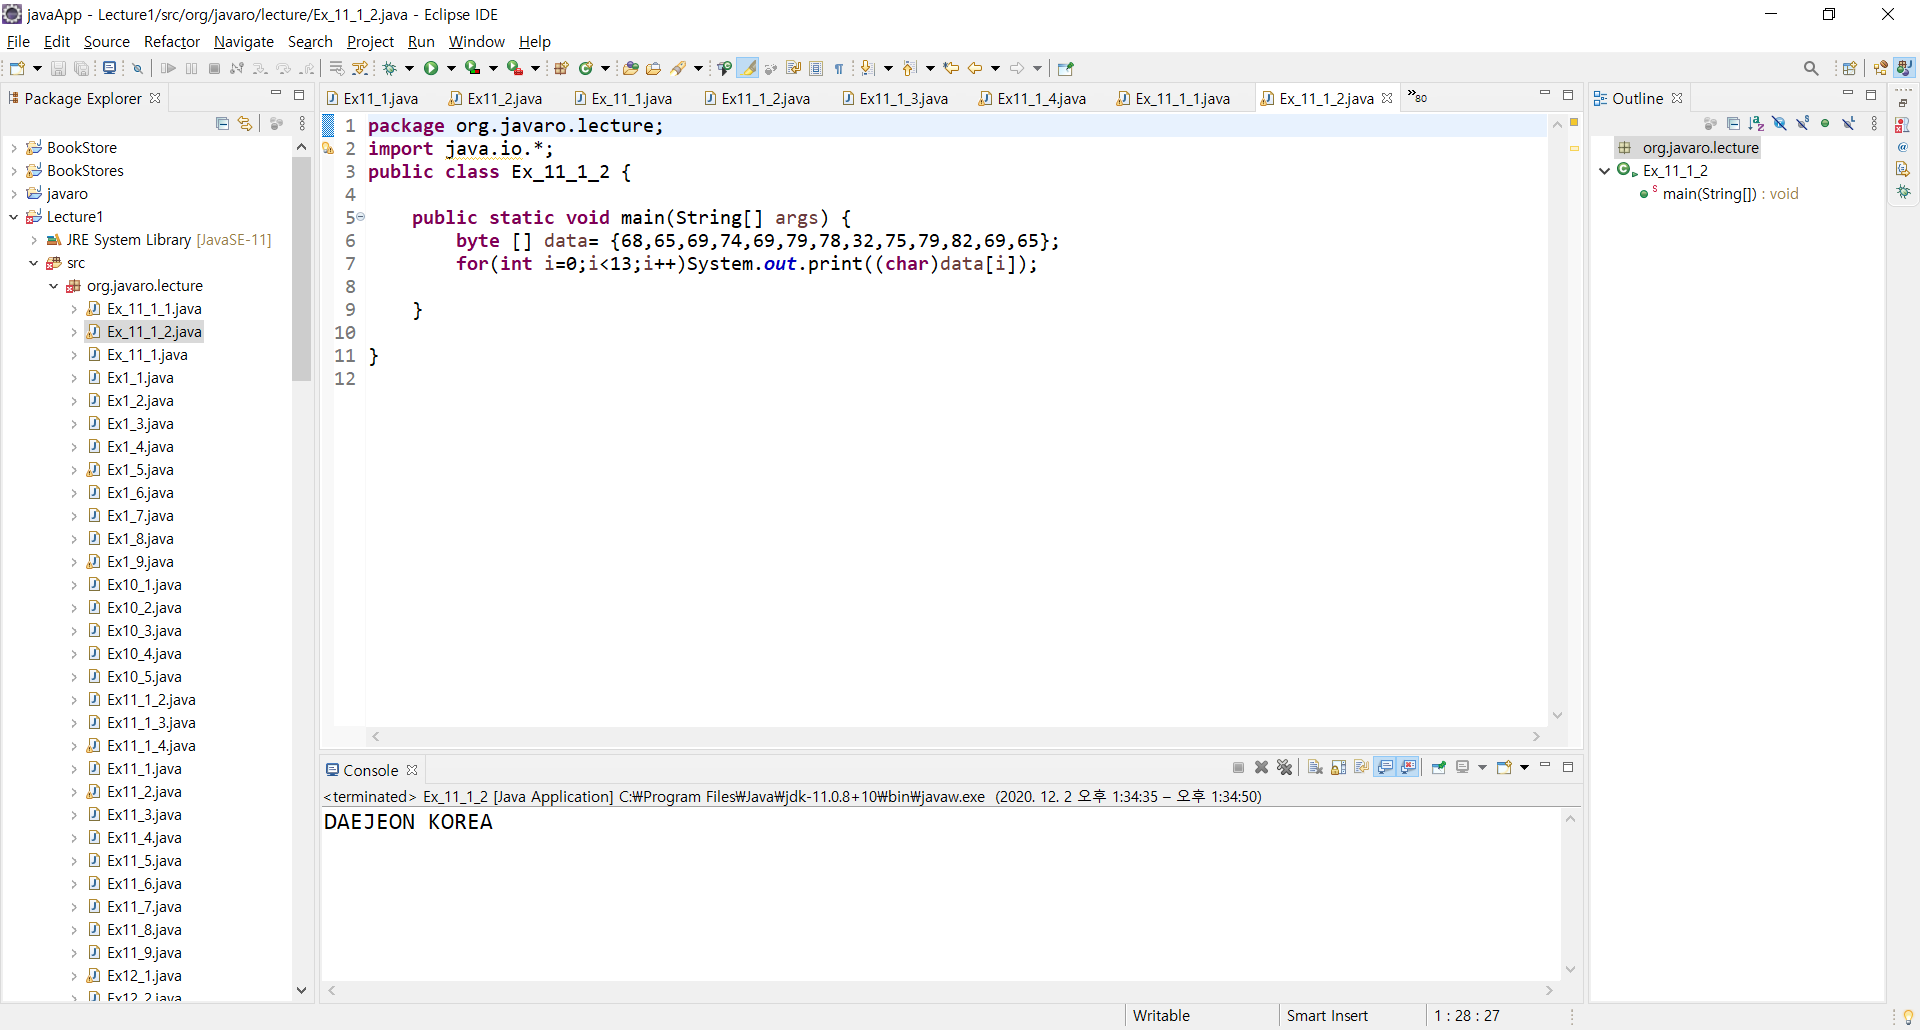 javaApp - Lecture1/src/org/javaro/lecture/Ex_11_1_2.java - Eclipse IDE
File Edit Source Refactor Navigate Search Project Run Window Help
Package Explorer
BookStore
BookStores
javaro
Lecture1
JRE System Library [JavaSE-11]
src
org.javaro.lecture
Ex_11_1_1.java
Ex_11_1_2.java
Ex_11_1.java
Ex1_1.java
Ex1_2.java
Ex1_3.java
Ex1_4.java
Ex1_5.java
Ex1_6.java
Ex1_7.java
Ex1_8.java
Ex1_9.java
Ex10_1.java
Ex10_2.java
Ex10_3.java
Ex10_4.java
Ex10_5.java
Ex11_1_2.java
Ex11_1_3.java
Ex11_1_4.java
Ex11_1.java
Ex11_2.java
Ex11_3.java
Ex11_4.java
Ex11_5.java
Ex11_6.java
Ex11_7.java
Ex11_8.java
Ex11_9.java
Ex12_1.java
Ex12_2.java
Ex11_1.java Ex11_2.java Ex_11_1.java Ex11_1_2.java Ex11_1_3.java Ex11_1_4.java Ex_11_1_1.java Ex_11_1_2.java »80
1 package org.javaro.lecture;
2 import java.io.*;
3 public class Ex_11_1_2 {
4
5 public static void main(String[] args) {
6 byte [] data= {68,65,69,74,69,79,78,32,75,79,82,69,65};
7 for(int i=0;i<13;i++)System.out.print((char)data[i]);
8
9 }
10
11 }
12
Console
<terminated> Ex_11_1_2 [Java Application] C:₩Program Files₩Java₩jdk-11.0.8+10₩bin₩javaw.exe (2020. 12. 2 오후 1:34:35 – 오후 1:34:50)
DAEJEON KOREA
Outline
org.javaro.lecture
Ex_11_1_2
main(String[]) : void
Writable Smart Insert 1 : 28 : 27